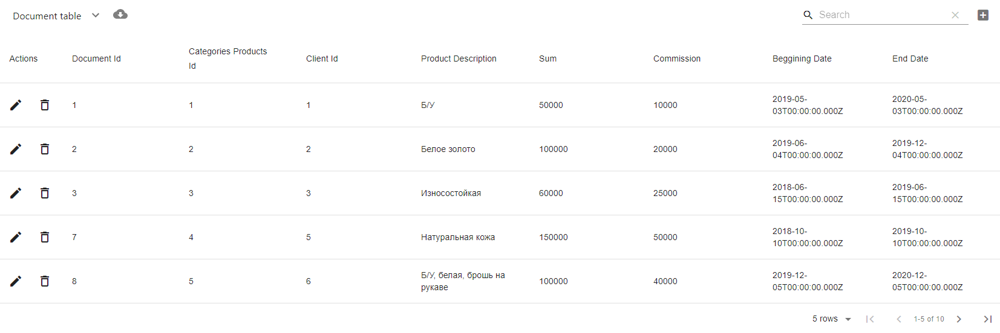 Document table
Search
Actions
Document Id
Categories Products
Id
Client Id
Product Description
Sum
Commission
Beggining Date
End Date
1
1
1
Б/У
50000
10000
2019-05-
03T00:00:00.000Z
2020-05-
03T00:00:00.000Z
2
2
2
Белое золото
100000
20000
2019-06-
04T00:00:00.000Z
2019-12-
04T00:00:00.000Z
3
3
3
Износостойкая
60000
25000
2018-06-
15T00:00:00.000Z
2019-06-
15T00:00:00.000Z
7
4
5
Натуральная кожа
150000
50000
2018-10-
10T00:00:00.000Z
2019-10-
10T00:00:00.000Z
8
5
6
Б/У, белая, брошь на
рукаве
100000
40000
2019-12-
05T00:00:00.000Z
2020-12-
05T00:00:00.000Z
5 rows
1-5 of 10